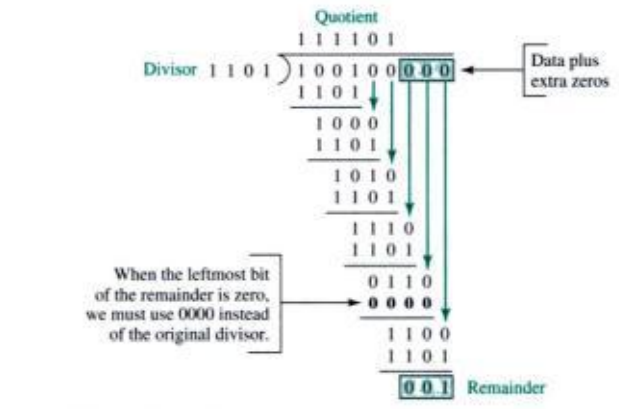 Quotient
1 1 1 1 0 1
Divisor 1 1 0 1 ) 1 0 0 1 0 0 0 0 0
Data plus
extra zeros
1 1 0 1
1 0 0 0
1 1 0 1
1 0 1 0
1 1 0 1
1 1 1 0
1 1 0 1
When the leftmost bit
of the remainder is zero,
we must use 0000 instead
of the original divisor.
0 1 1 0
0 0 0 0
1 1 0 0
1 1 0 1
0 0 1 Remainder